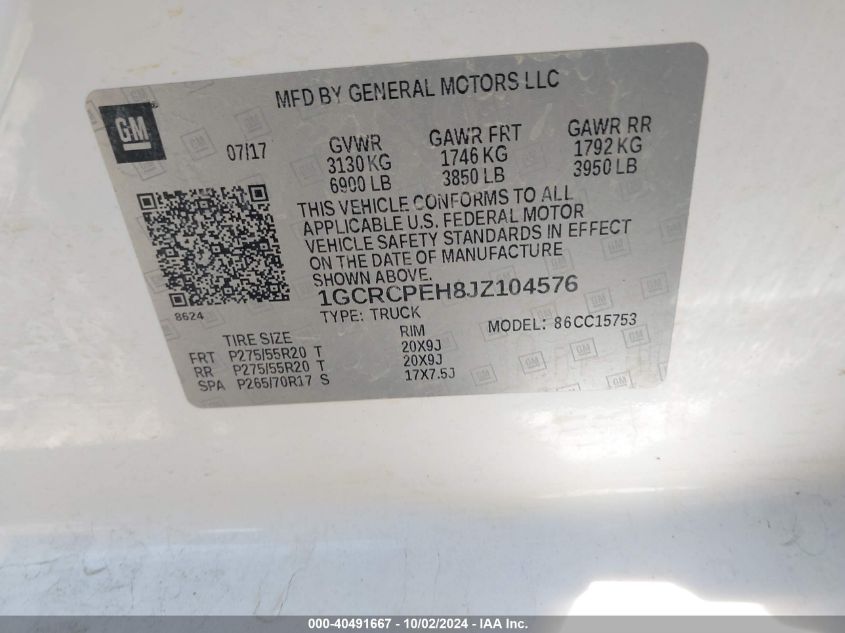 MFD BY GENERAL MOTORS LLC
GM
07/17
GVWR
3130 KG
6900 LB
GAWR FRT
1746 KG
3850 LB
GAWR RR
1792 KG
3950 LB
THIS VEHICLE CONFORMS TO ALL
APPLICABLE U.S. FEDERAL MOTOR
VEHICLE SAFETY STANDARDS IN EFFECT
ON THE DATE OF MANUFACTURE
SHOWN ABOVE.
1GCRCPEH8JZ104576
8624
TYPE: TRUCK
MODEL: 86CC15753
TIRE SIZE RIM
FRT P275/55R20 T 20X9J
RR P275/55R20 T 20X9J
SPA P265/70R17 S 17X7.5J
000-40491667 - 10/02/2024 - IAA Inc.